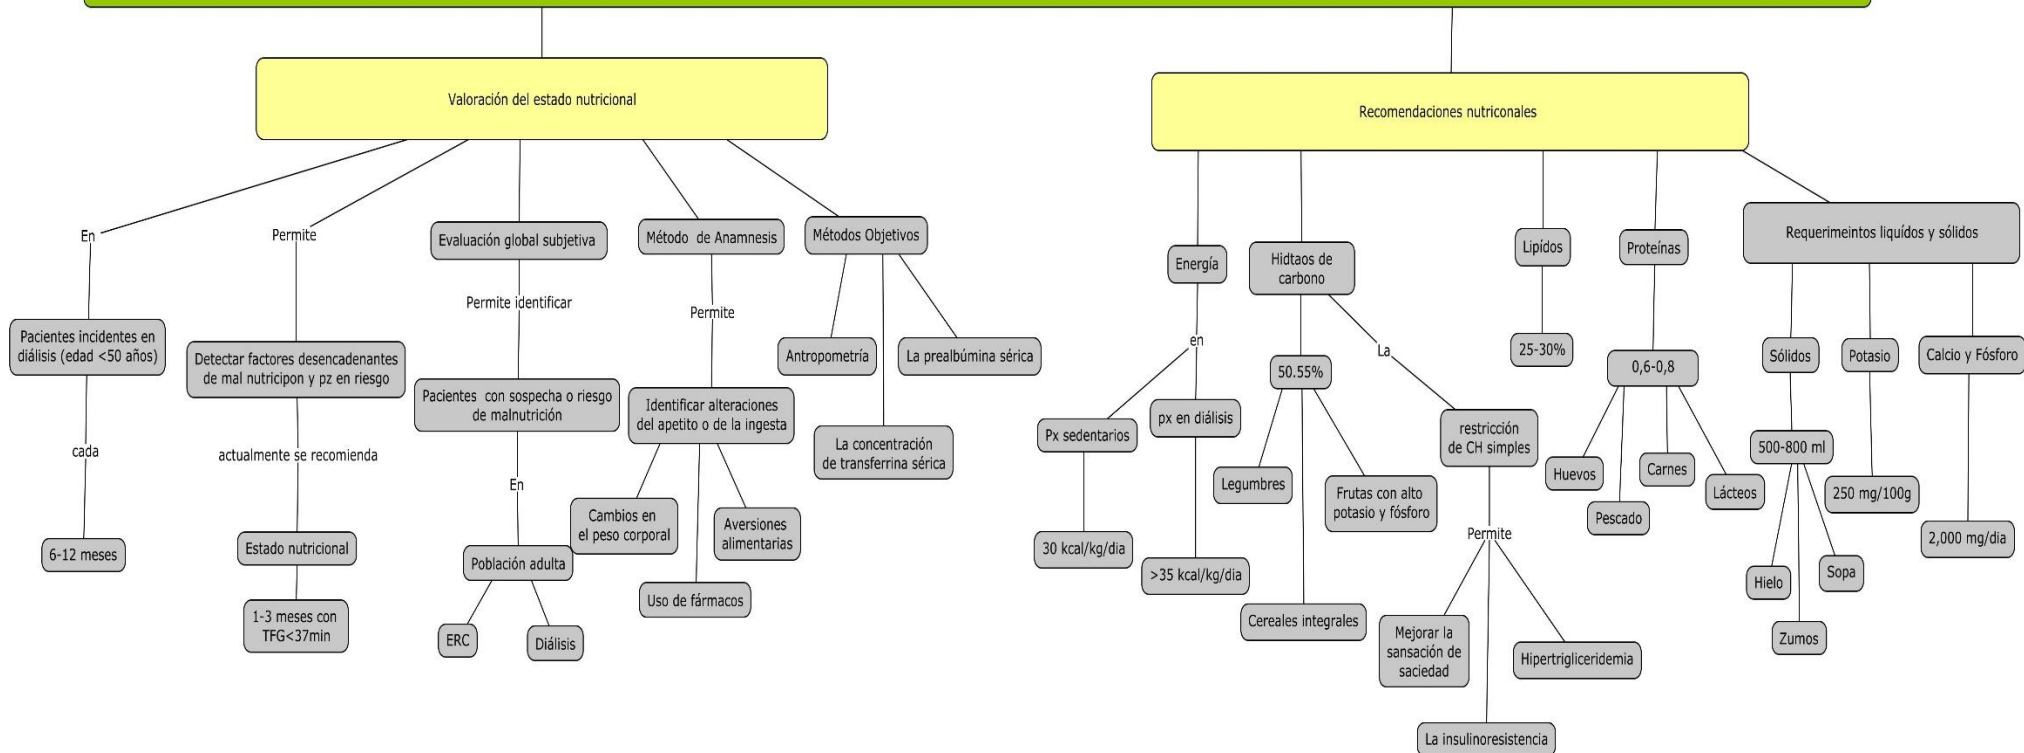 Valoración del estado nutricional
Recomendaciones nutriconales
En
Permite
Evaluación global subjetiva
Método  de Anamnesis
Métodos Objetivos
Energía
Hidtaos de
carbono
Lipídos
Proteínas
Requerimeintos liquídos y sólidos
Pacientes incidentes en
diálisis (edad <50 años)
cada
6-12 meses
Detectar factores desencadenantes
de mal nutricipon y pz en riesgo
actualmente se recomienda
Estado nutricional
1-3 meses con
TFG<37min
Permite identificar
Pacientes  con sospecha o riesgo
de malnutrición
En
Población adulta
ERC
Diálisis
Permite
Identificar alteraciones
del apetito o de la ingesta
Cambios en
el peso corporal
Uso de fármacos
Aversiones
alimentarias
Antropometría
La concentración
de transferrina sérica
La prealbúmina sérica
en
Px sedentarios
30 kcal/kg/dia
px en diálisis
>35 kcal/kg/dia
50.55%
Legumbres
Cereales integrales
Frutas con alto
potasio y fósforo
La
restricción
de CH simples
Permite
Mejorar la
sansación de
saciedad
La insulinoresistencia
Hipertrigliceridemia
25-30%
0,6-0,8
Huevos
Pescado
Carnes
Lácteos
Sólidos
500-800 ml
Hielo
Zumos
Sopa
Potasio
250 mg/100g
Calcio y Fósforo
2,000 mg/dia